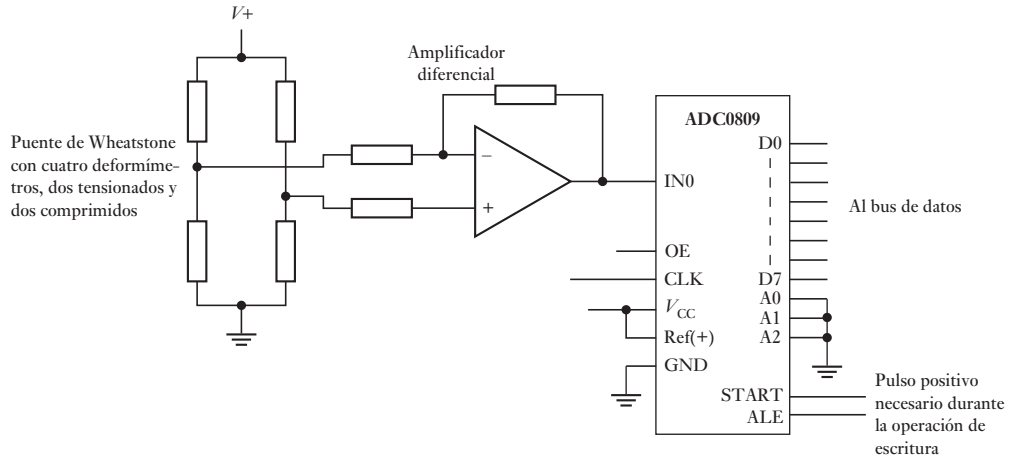 V+
Amplificador
diferencial
Puente de Wheatstone
con cuatro deformíme-
tros, dos tensionados y
dos comprimidos
−
+
ADC0809
IN0
OE
CLK
VCC
Ref(+)
GND
D0
D7
A0
A1
A2
START
ALE
Al bus de datos
Pulso positivo
necesario durante
la operación de
escritura